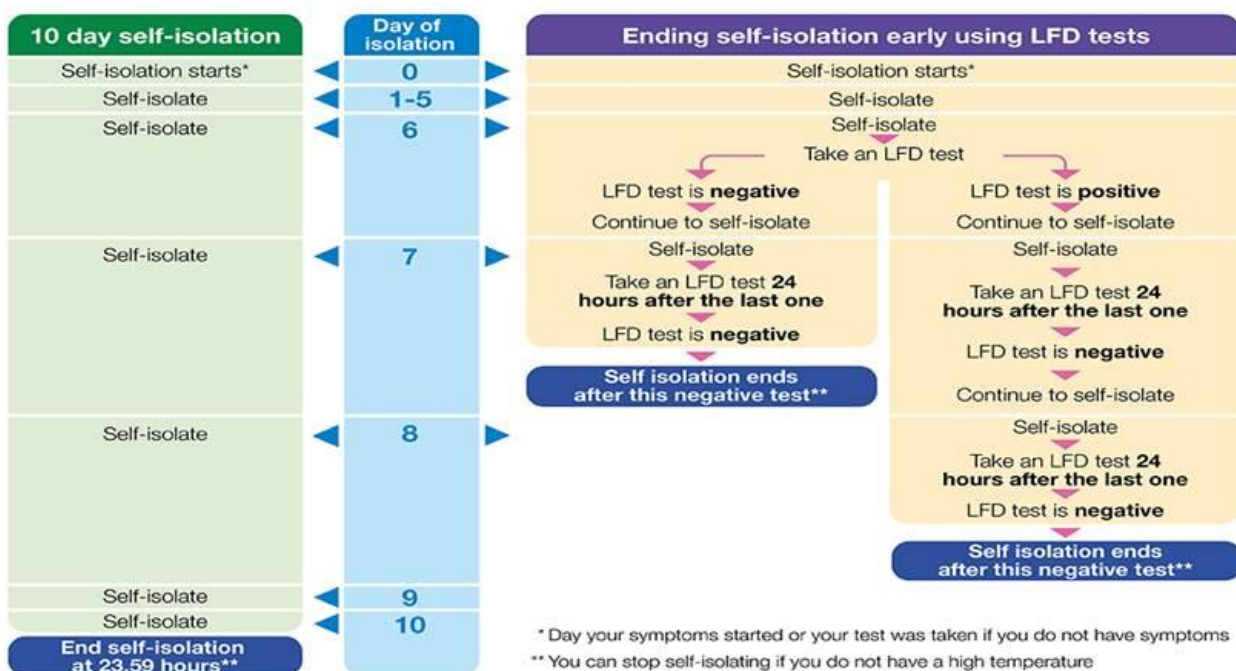 10 day self-isolation
Day of
isolation
Ending self-isolation early using LFD tests
Self-isolation starts*
0
Self-isolation starts*
Self-isolate
1-5
Self-isolate
Self-isolate
6
Self-isolate
Take an LFD test
LFD test is negative
LFD test is positive
Continue to self-isolate
Continue to self-isolate
Self-isolate
7
Self-isolate
Take an LFD test 24
hours after the last one
LFD test is negative
Self isolation ends
after this negative test**
Self-isolate
Take an LFD test 24
hours after the last one
LFD test is negative
Continue to self-isolate
Self-isolate
8
Self-isolate
Take an LFD test 24
hours after the last one
LFD test is negative
Self isolation ends
after this negative test**
Self-isolate
9
Self-isolate
10
End self-isolation
at 23.59 hours**
* Day your symptoms started or your test was taken if you do not have symptoms
** You can stop self-isolating if you do not have a high temperature